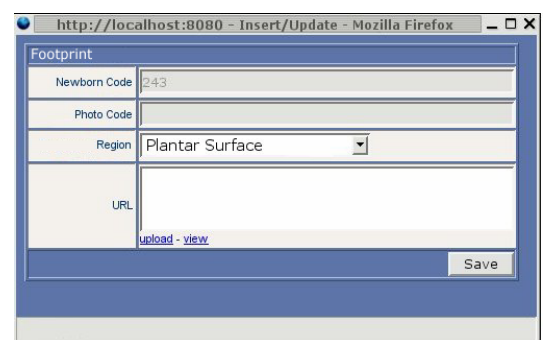 http://localhost:8080 - Insert/Update - Mozilla Firefox
Footprint
Newborn Code 243
Photo Code
Region Plantar Surface
URL
upload - view
Save